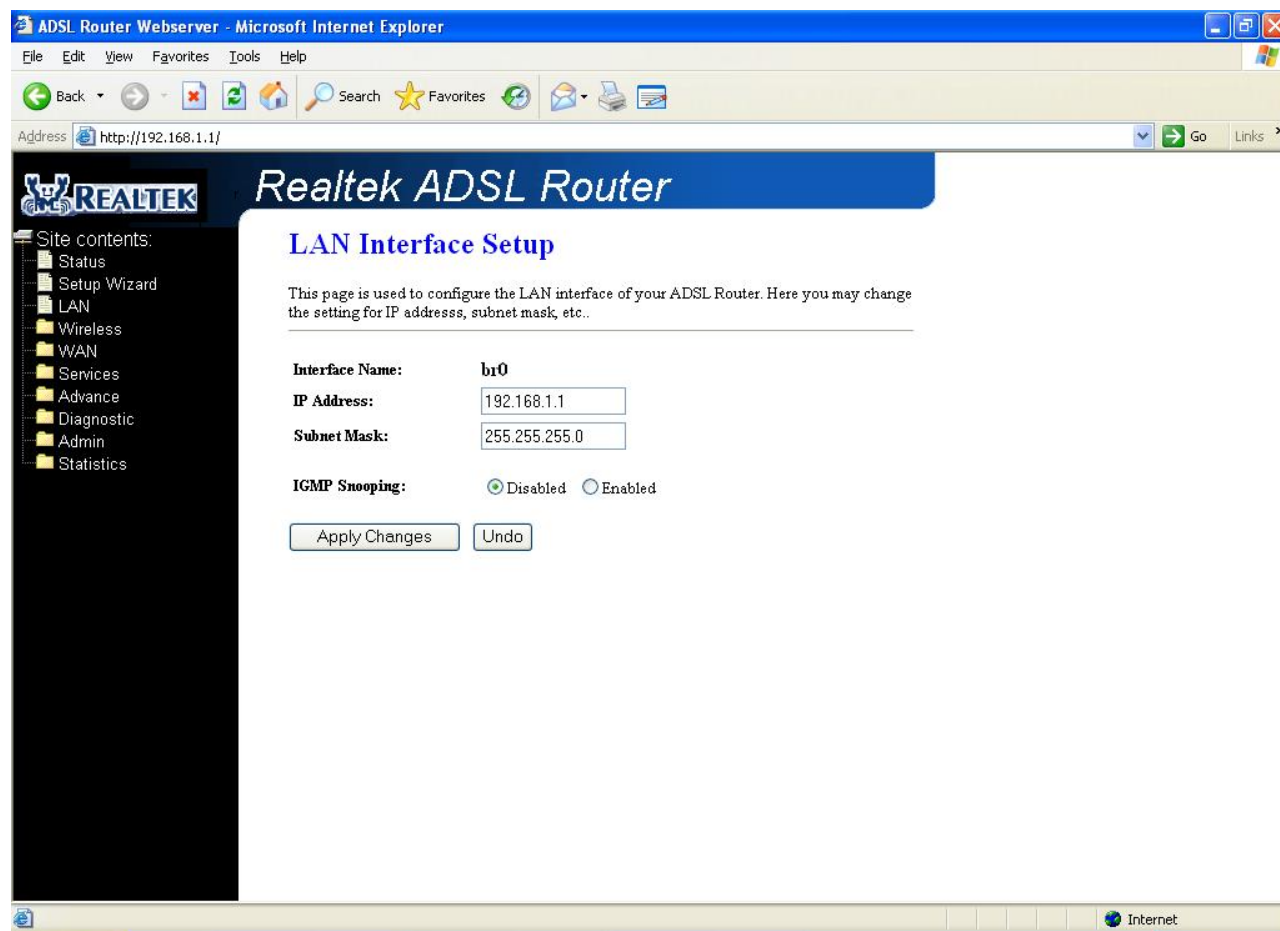 ADSL Router Webserver - Microsoft Internet Explorer
File Edit View Favorites Tools Help
Back Search Favorites
Address http://192.168.1.1/ Go Links
REALTEK
Realtek ADSL Router
Site contents:
Status
Setup Wizard
LAN
Wireless
WAN
Services
Advance
Diagnostic
Admin
Statistics
LAN Interface Setup
This page is used to configure the LAN interface of your ADSL Router. Here you may change
the setting for IP addresss, subnet mask, etc..
Interface Name: br0
IP Address: 192.168.1.1
Subnet Mask: 255.255.255.0
IGMP Snooping: Disabled Enabled
Apply Changes Undo
Internet